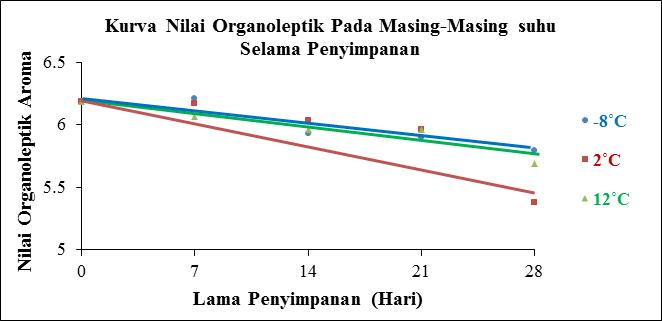 Kurva Nilai Organoleptik Pada Masing-Masing suhu
Selama Penyimpanan
Nilai Organoleptik Aroma
6.5
6
5.5
5
0 7 14 21 28
Lama Penyimpanan (Hari)
-8˚C
2˚C
12˚C